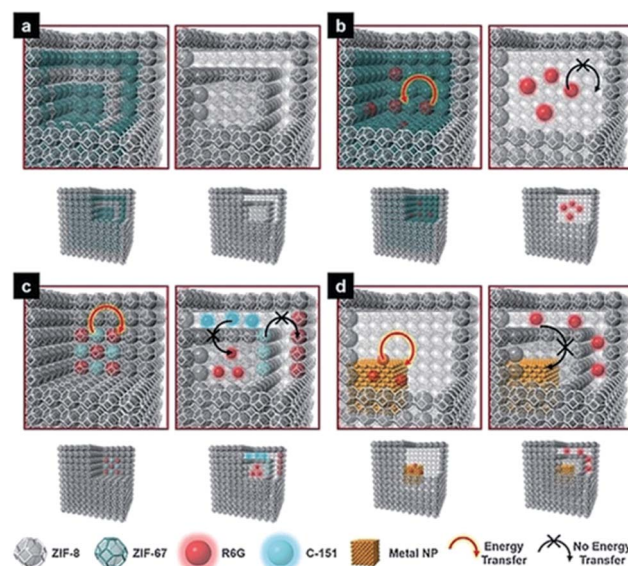 a
b
c
d
ZIF-8
ZIF-67
R6G
C-151
Metal NP
Energy
Transfer
No Energy
Transfer